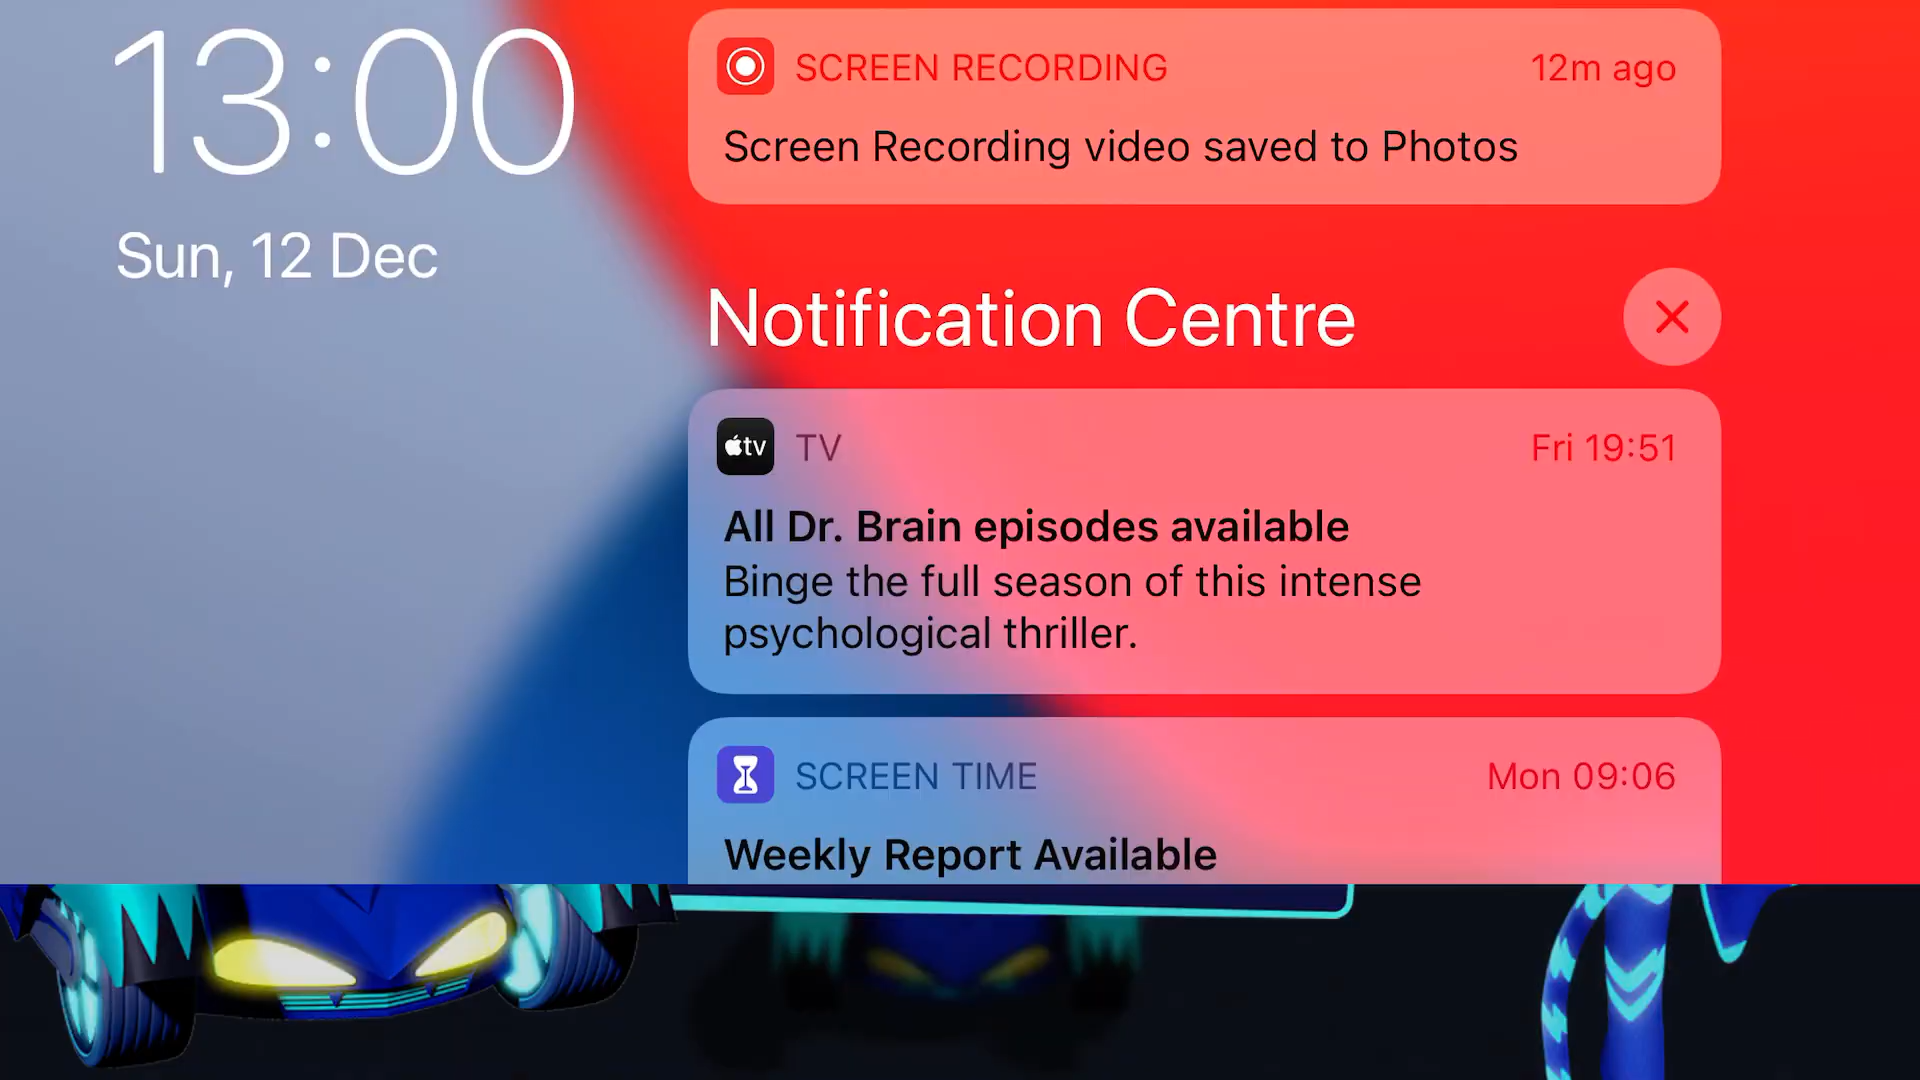 13:00
Sun, 12 Dec
SCREEN RECORDING
12m ago
Screen Recording video saved to Photos
Notification Centre
tv
TV
Fri 19:51
All Dr. Brain episodes available
Binge the full season of this intense
psychological thriller.
SCREEN TIME
Mon 09:06
Weekly Report Available